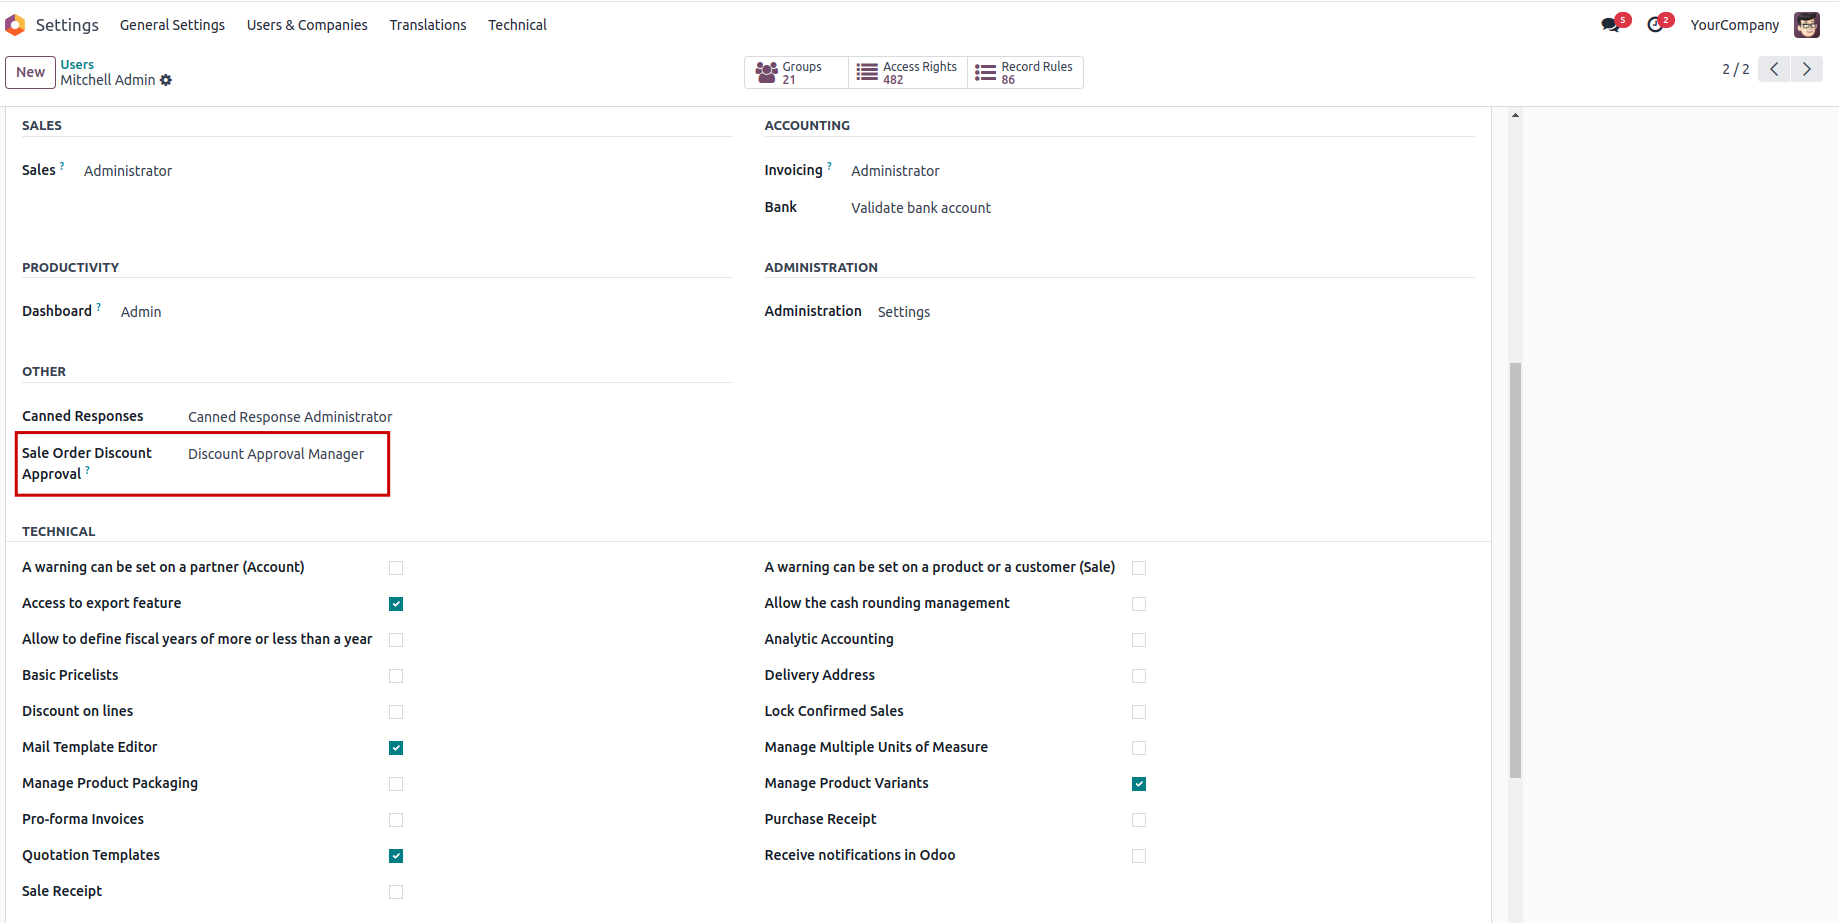 Settings General Settings Users & Companies Translations Technical 5 2 YourCompany
New Users Groups 21 Access Rights 482 Record Rules 86 2 / 2
Mitchell Admin
SALES ACCOUNTING
Sales ? Administrator Invoicing ? Administrator
Bank Validate bank account
PRODUCTIVITY ADMINISTRATION
Dashboard ? Admin Administration Settings
OTHER
Canned Responses Canned Response Administrator
Sale Order Discount Discount Approval Manager
Approval ?
TECHNICAL
A warning can be set on a partner (Account) A warning can be set on a product or a customer (Sale)
Access to export feature Allow the cash rounding management
Allow to define fiscal years of more or less than a year Analytic Accounting
Basic Pricelists Delivery Address
Discount on lines Lock Confirmed Sales
Mail Template Editor Manage Multiple Units of Measure
Manage Product Packaging Manage Product Variants
Pro-forma Invoices Purchase Receipt
Quotation Templates Receive notifications in Odoo
Sale Receipt